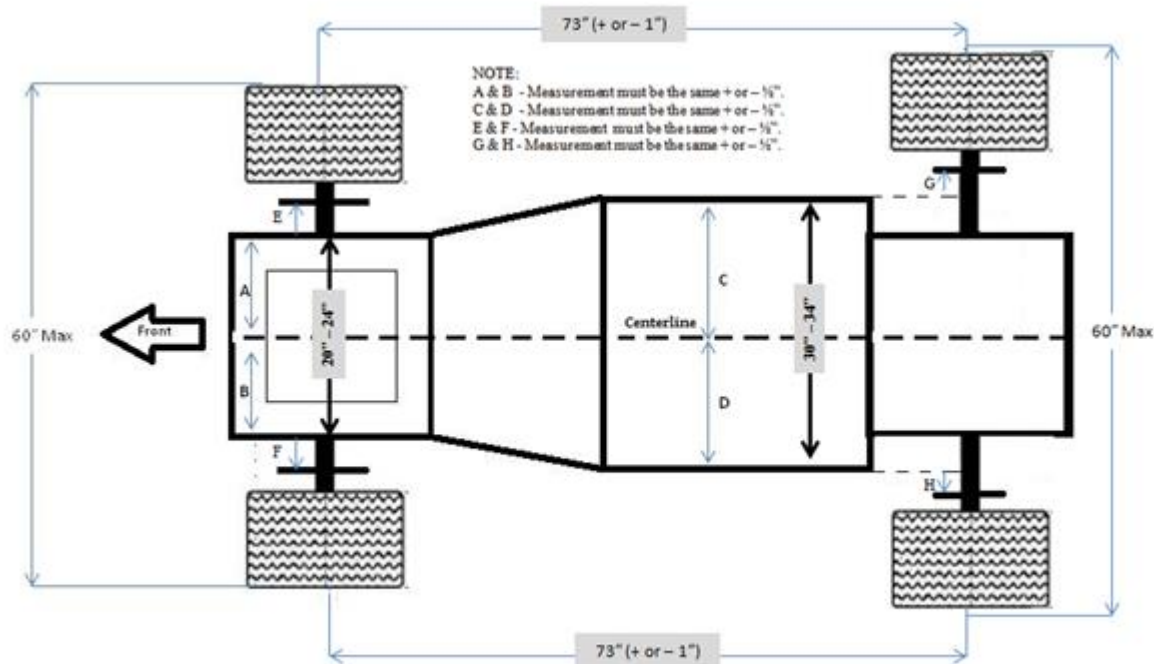 73” (+ or – 1”)
NOTE:
A & B - Measurement must be the same + or – ½”.
C & D - Measurement must be the same + or – ½”.
E & F - Measurement must be the same + or – ½”.
G & H - Measurement must be the same + or – ½”.
G
E
A
C
20” – 24”
30” – 34”
Centerline
Front
60” Max
60” Max
B
D
F
H
73” (+ or – 1”)